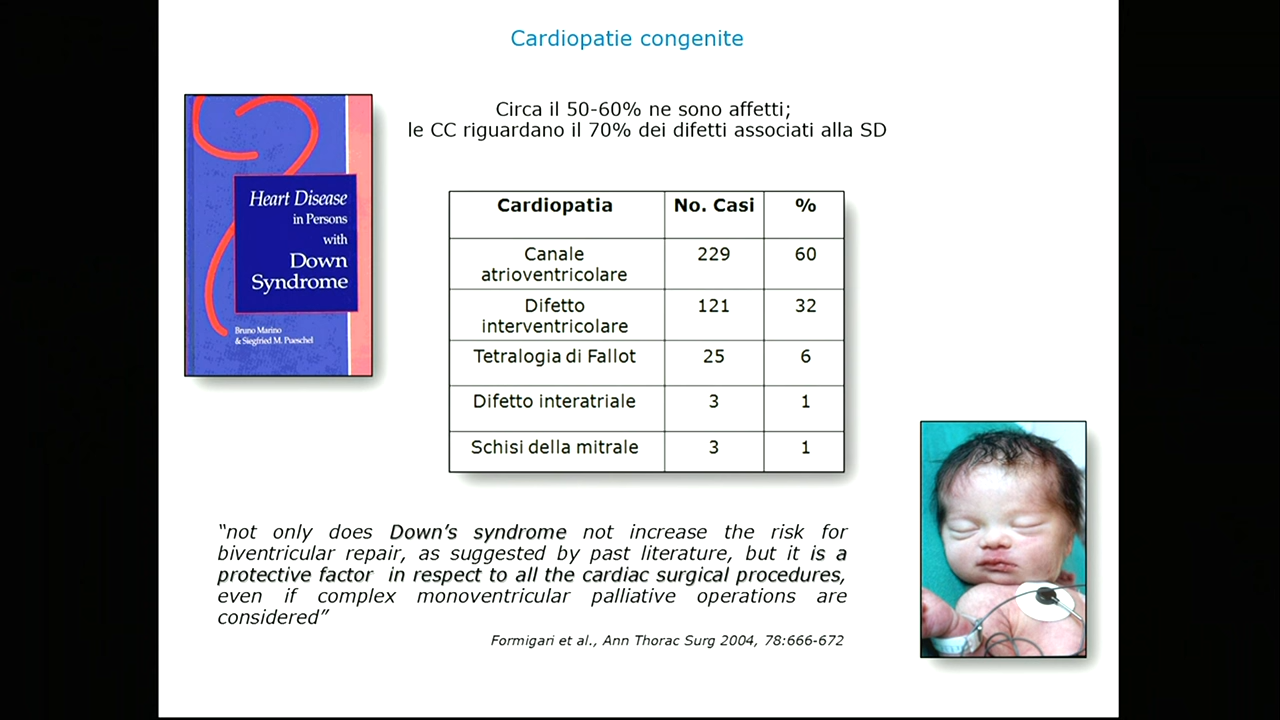 Cardiopatie congenite
Heart Disease
in Persons
with
Down
Syndrome
Bruno Marino
& Siegfried M. Pueschel
Circa il 50-60% ne sono affetti;
le CC riguardano il 70% dei difetti associati alla SD
Cardiopatia No. Casi %
Canale
atrioventricolare 229 60
Difetto
interventricolare 121 32
Tetralogia di Fallot 25 6
Difetto interatriale 3 1
Schisi della mitrale 3 1
“not only does Down’s syndrome not increase the risk for
biventricular repair, as suggested by past literature, but it is a
protective factor in respect to all the cardiac surgical procedures,
even if complex monoventricular palliative operations are
considered”
Formigari et al., Ann Thorac Surg 2004, 78:666-672